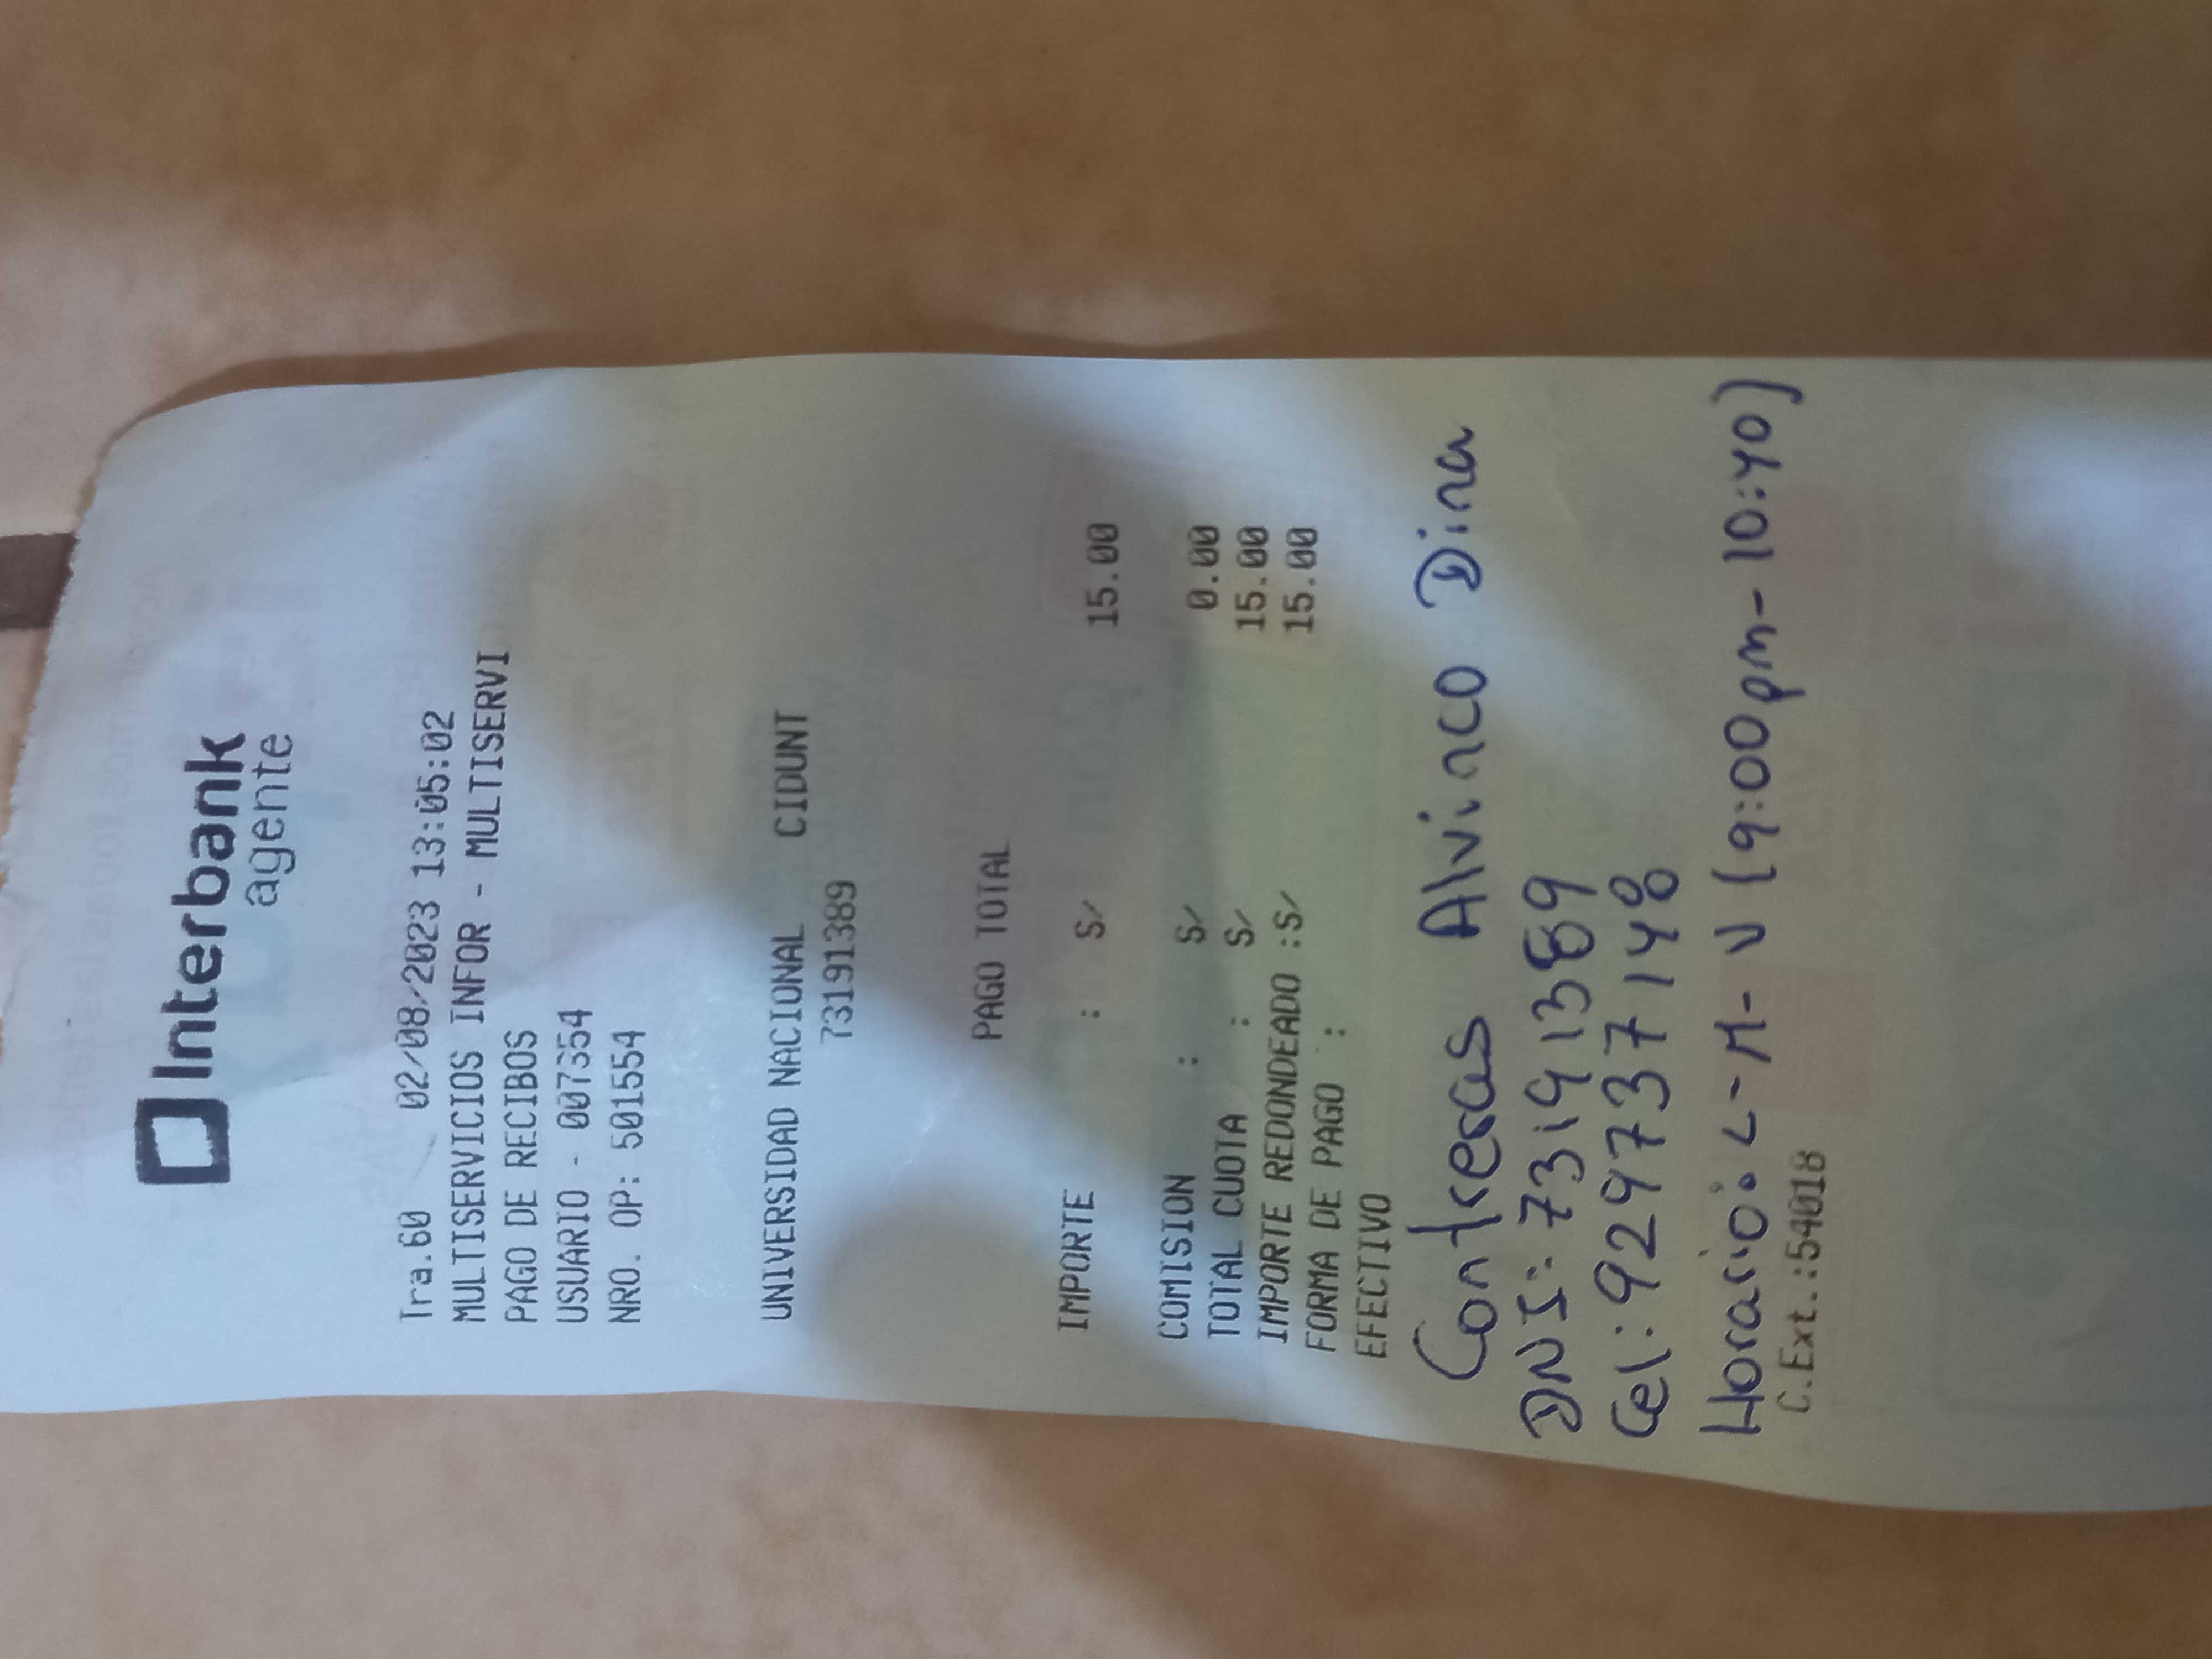 Interbank
agente
Tra.60 02/08/2023 13:05:02
MULTISERVICIOS INFOR - MULTISERVI
PAGO DE RECIBOS
USUARIO - 007354
NRO. OP: 501554
UNIVERSIDAD NACIONAL CIDUNT
73191389
PAGO TOTAL
IMPORTE : S/ 15.00
COMISION : S/ 0.00
TOTAL CUOTA : S/ 15.00
IMPORTE REDONDEADO :S/ 15.00
FORMA DE PAGO :
EFECTIVO
Contreras Alvinco Dina
DNI: 73191389
Cel: 929737148
Horario: L-M-V (9:00pm-10:40)
C.Ext.:54018